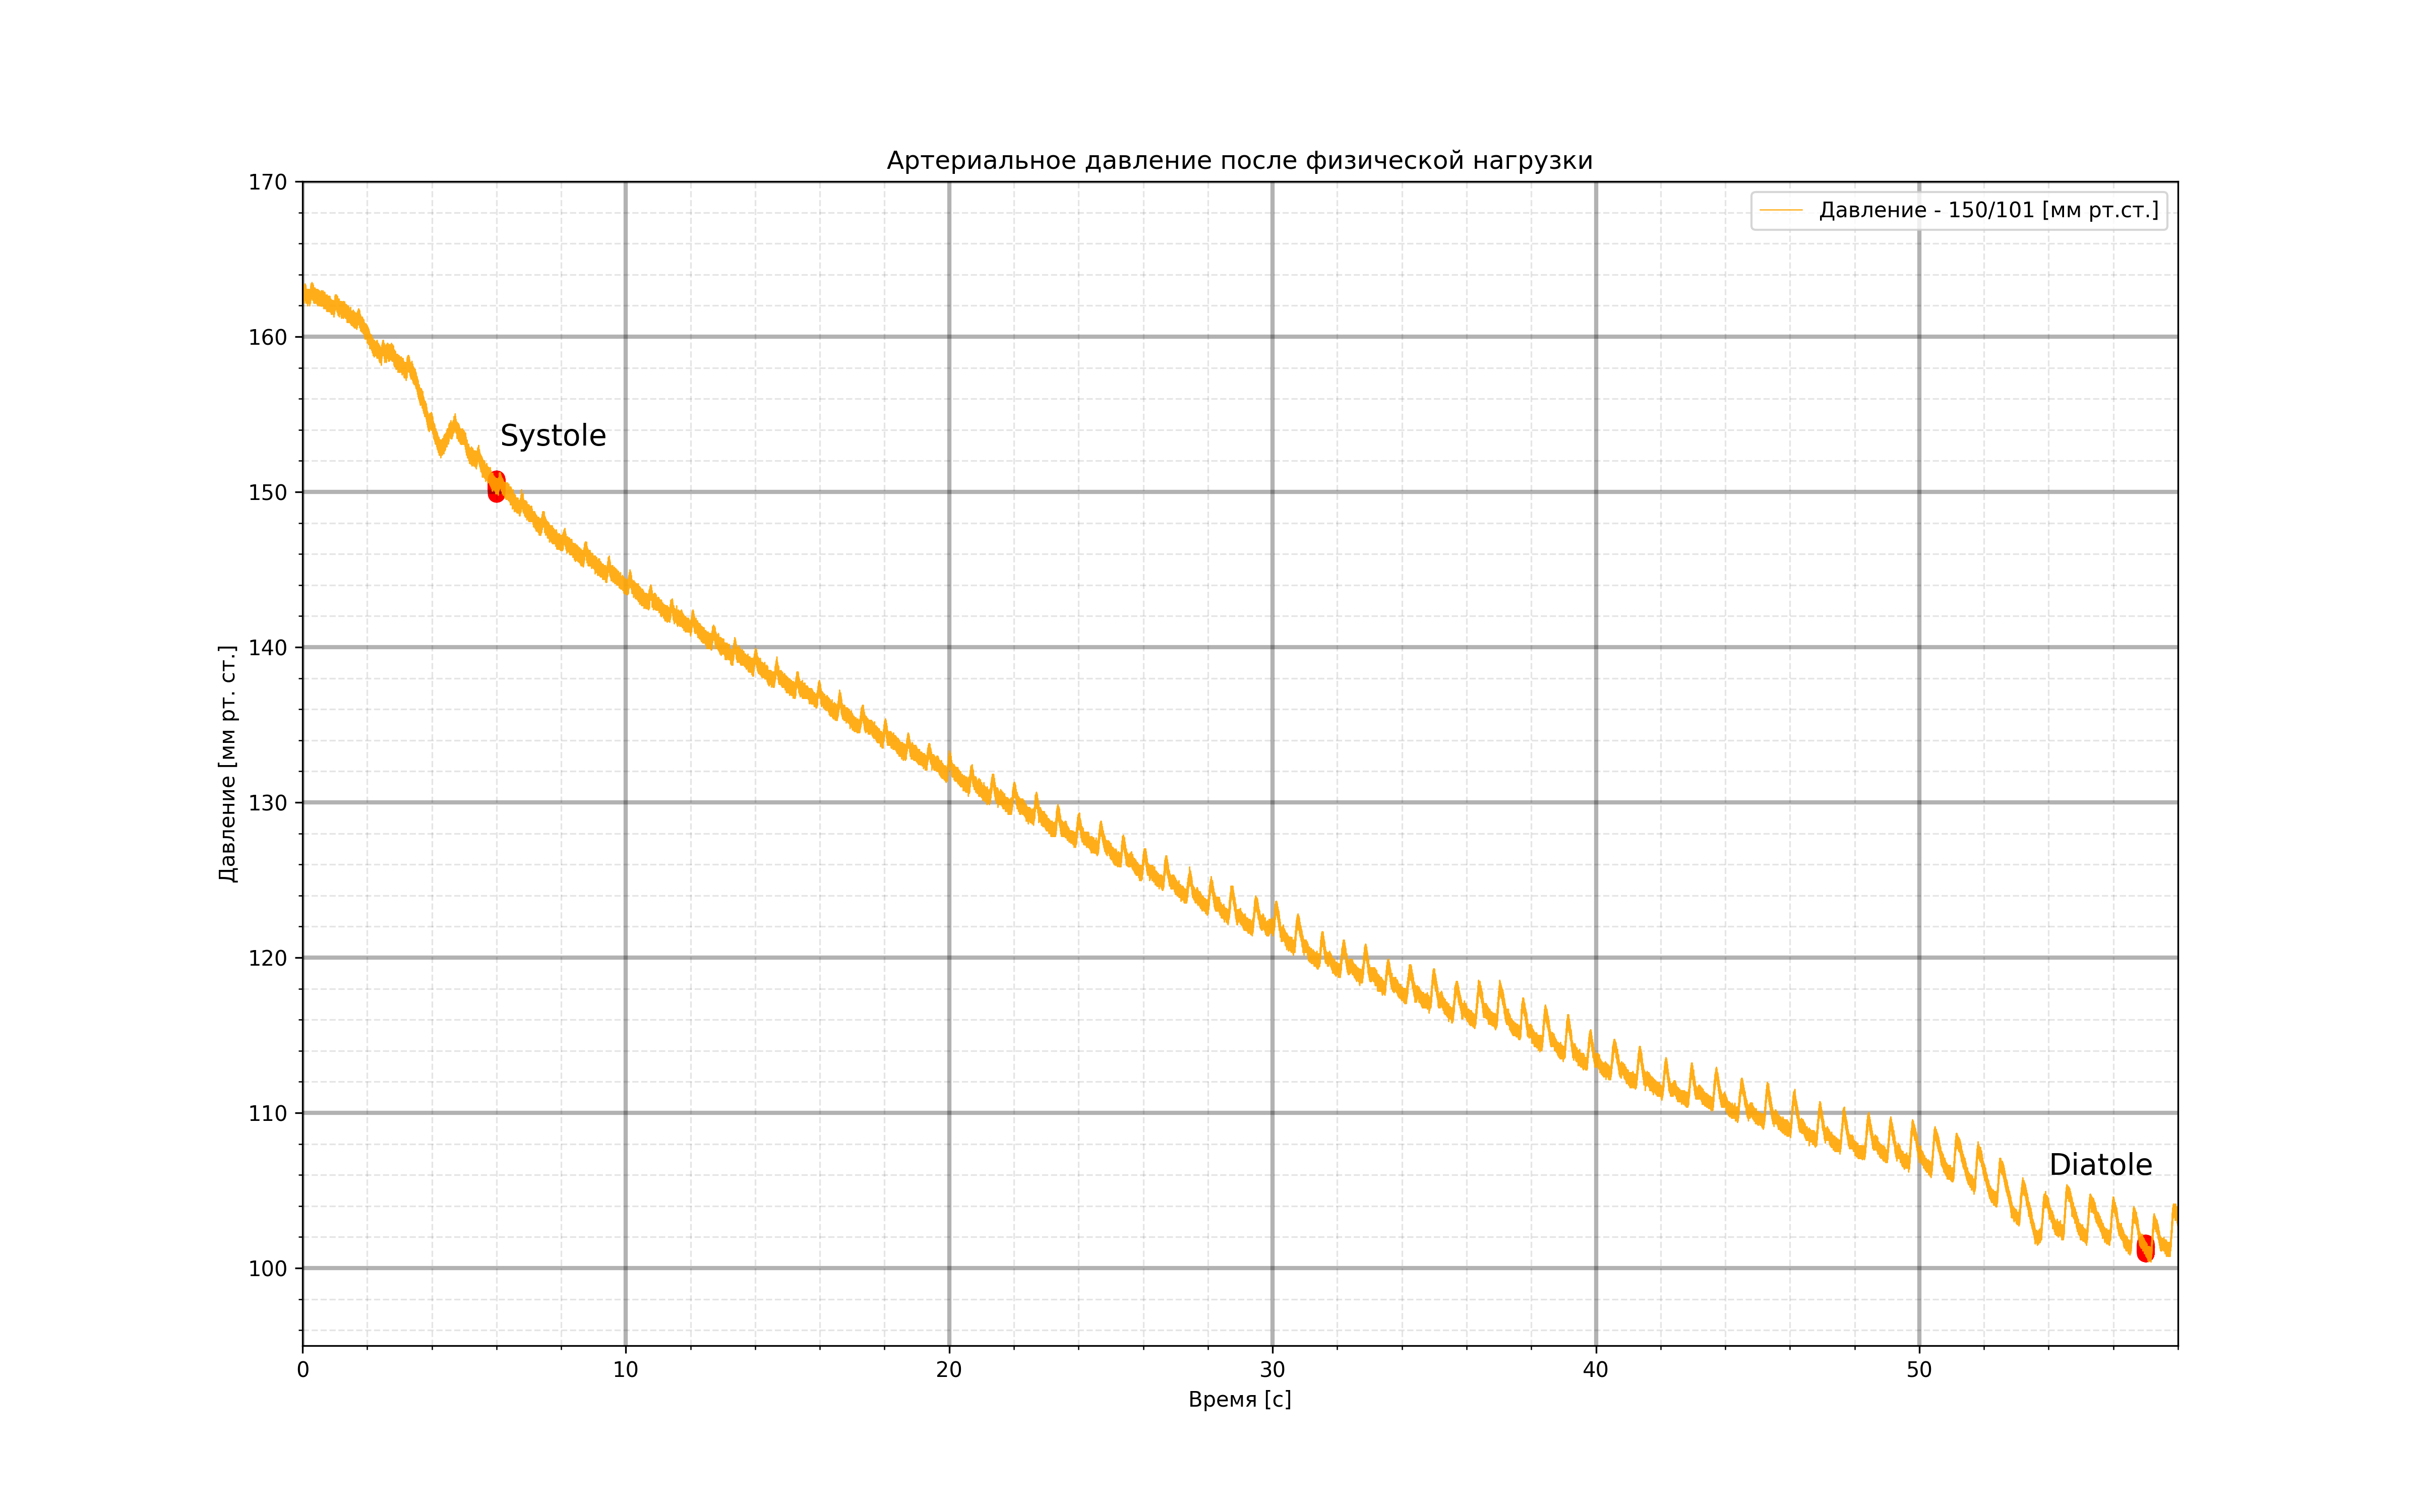 Артериальное давление после физической нагрузки
Давление - 150/101 [мм рт.ст.]
Давление [мм рт. ст.]
170
160
150
140
130
120
110
100
Systole
Diatole
0 10 20 30 40 50
Время [с]